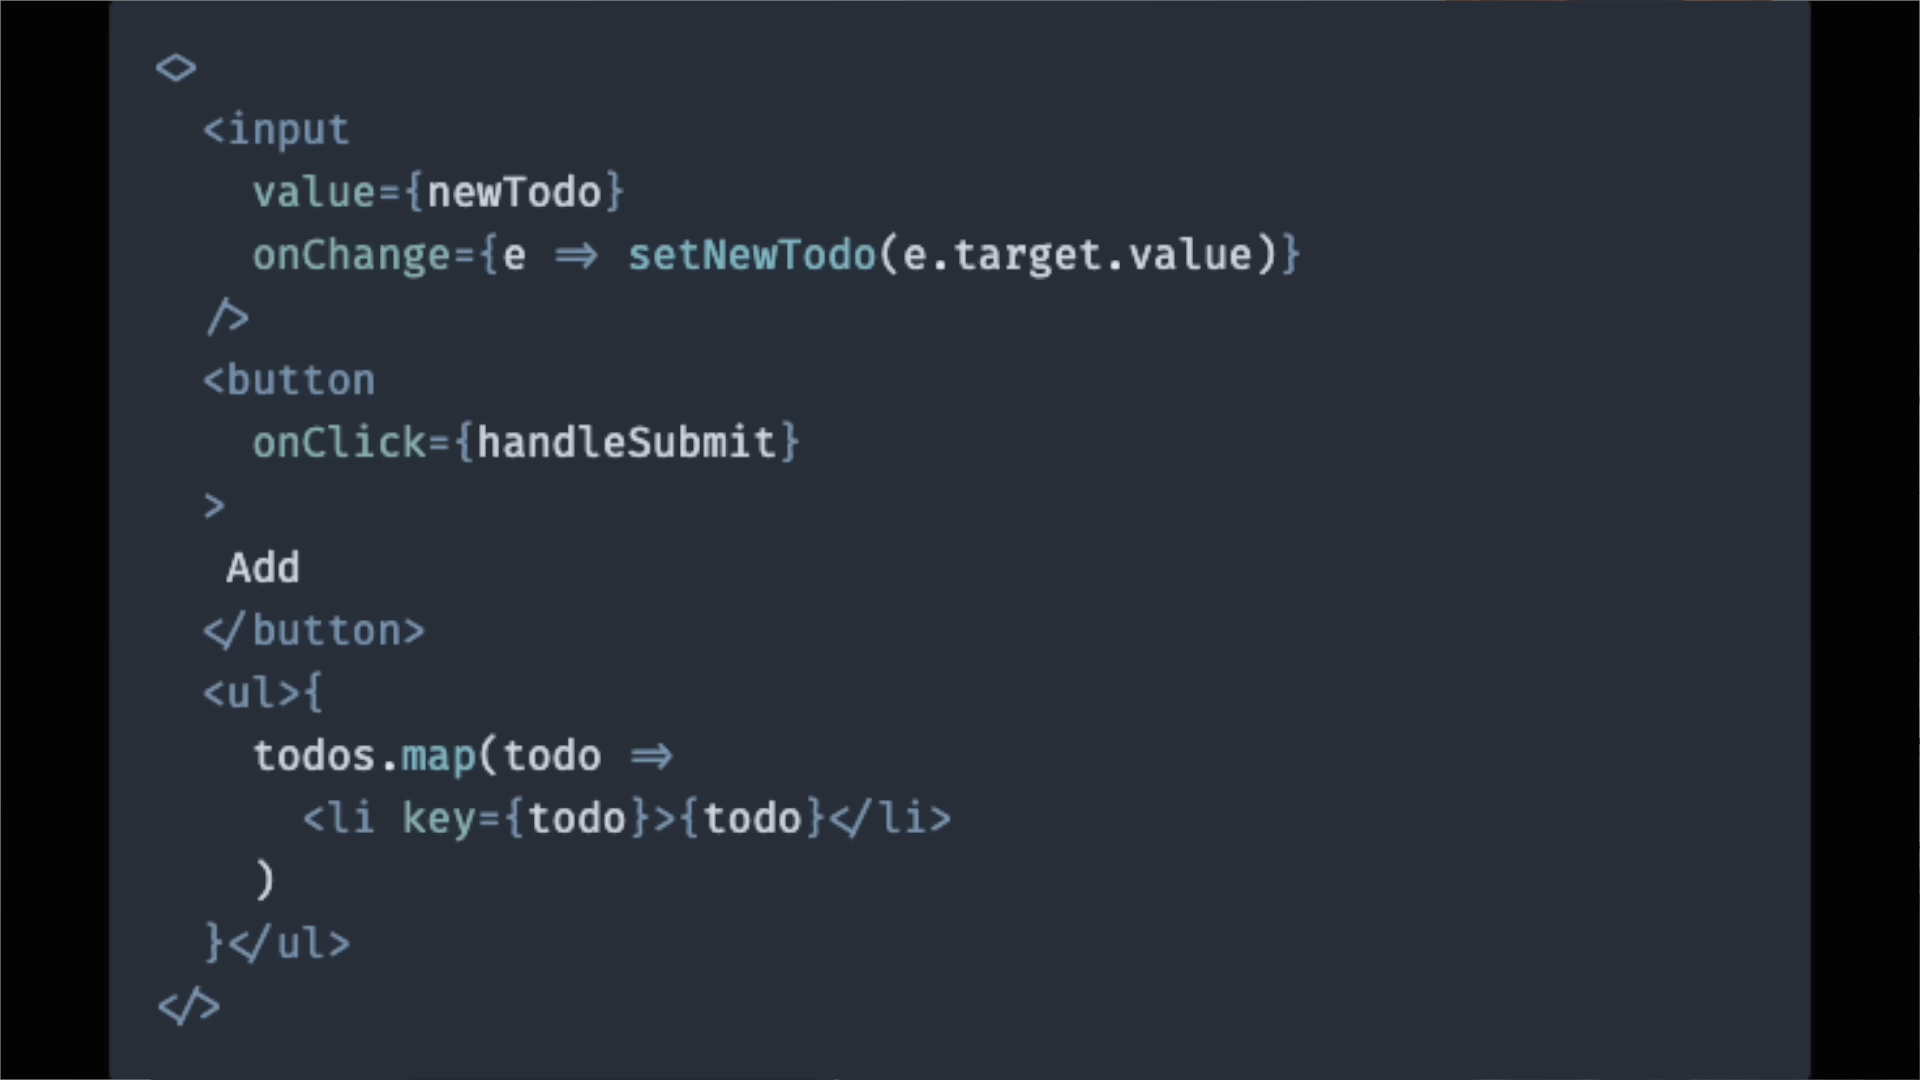 <>
  <input
    value={newTodo}
    onChange={e => setNewTodo(e.target.value)}
  />
  <button
    onClick={handleSubmit}
  >
   Add
  </button>
  <ul>{
    todos.map(todo =>
      <li key={todo}>{todo}</li>
    )
  }</ul>
</>